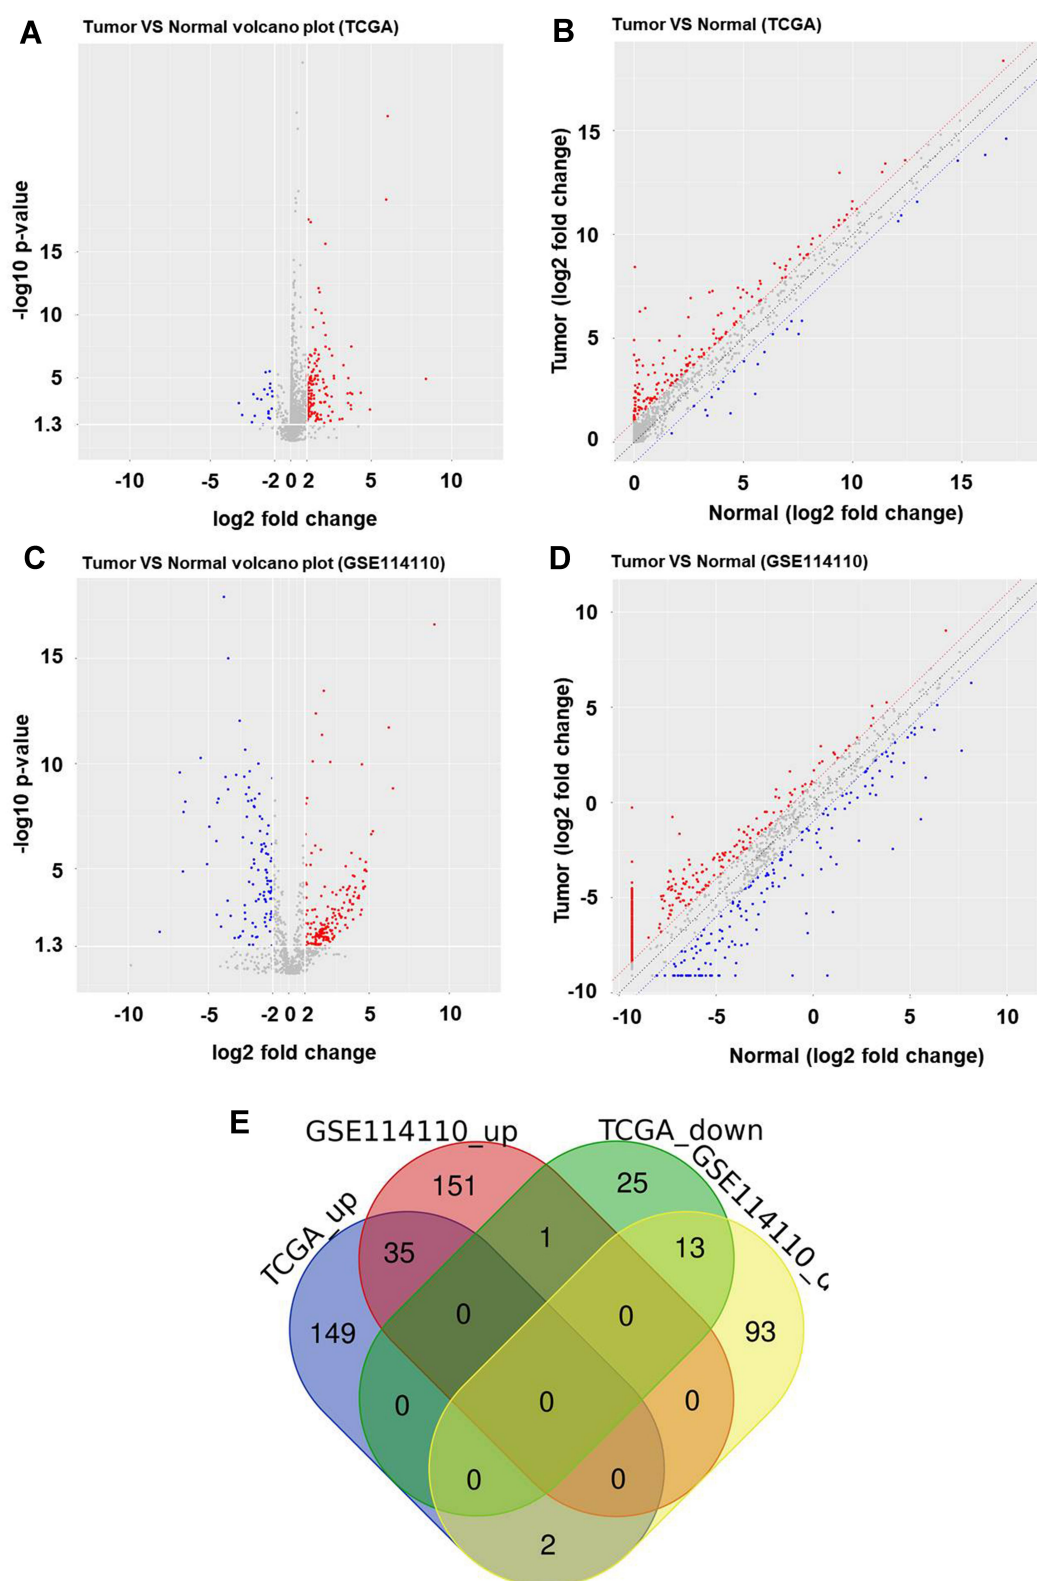 A
Tumor VS Normal volcano plot (TCGA)
-log10 p-value
15
10
5
1.3
-10 -5 -2 0 2 5 10
log2 fold change
B
Tumor VS Normal (TCGA)
Tumor (log2 fold change)
15
10
5
0
0 5 10 15
Normal (log2 fold change)
C
Tumor VS Normal volcano plot (GSE114110)
-log10 p-value
15
10
5
1.3
-10 -5 -2 0 2 5 10
log2 fold change
D
Tumor VS Normal (GSE114110)
Tumor (log2 fold change)
10
5
0
-5
-10
-10 -5 0 5 10
Normal (log2 fold change)
E
GSE114110_up
TCGA_down
TCGA_up
GSE114110_
151
25
35
1
13
149
0
0
93
0
0
0
0
0
2